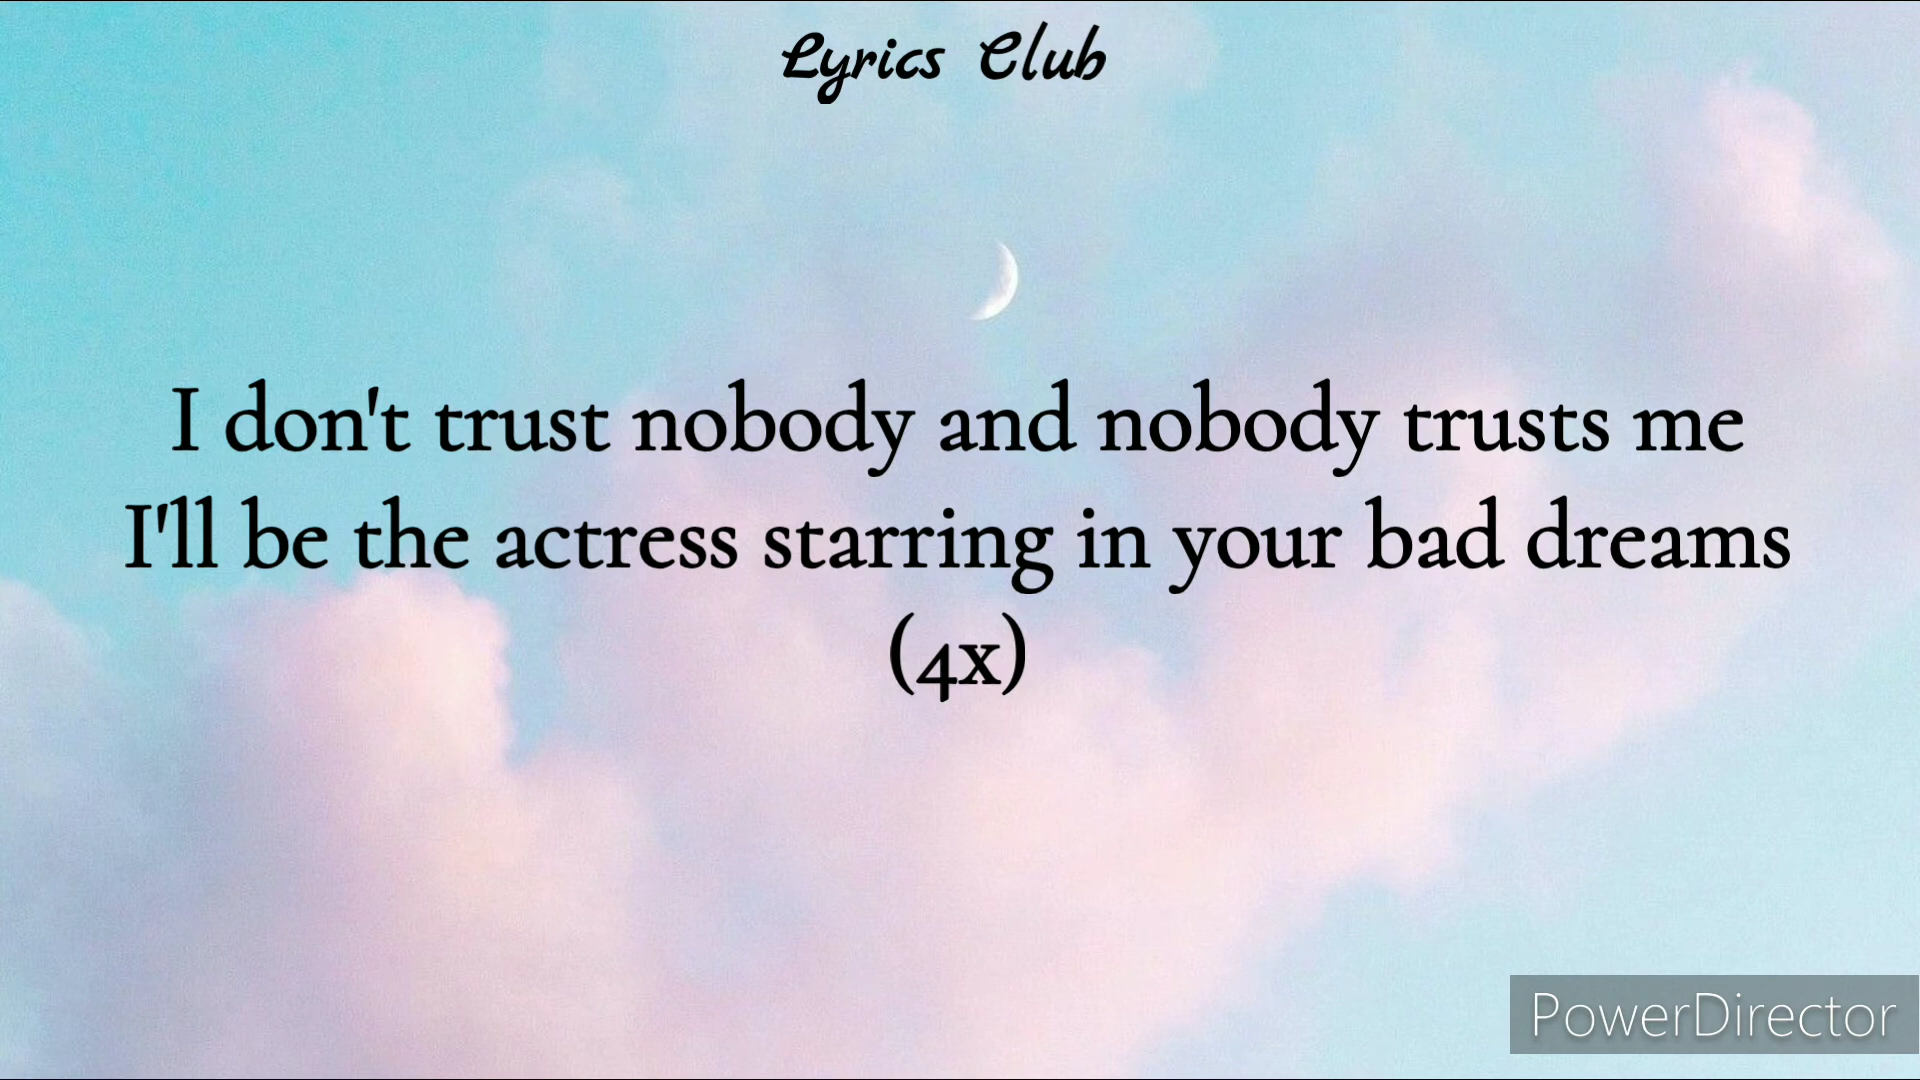 Lyrics Club
I don't trust nobody and nobody trusts me
I'll be the actress starring in your bad dreams
(4x)
PowerDirector